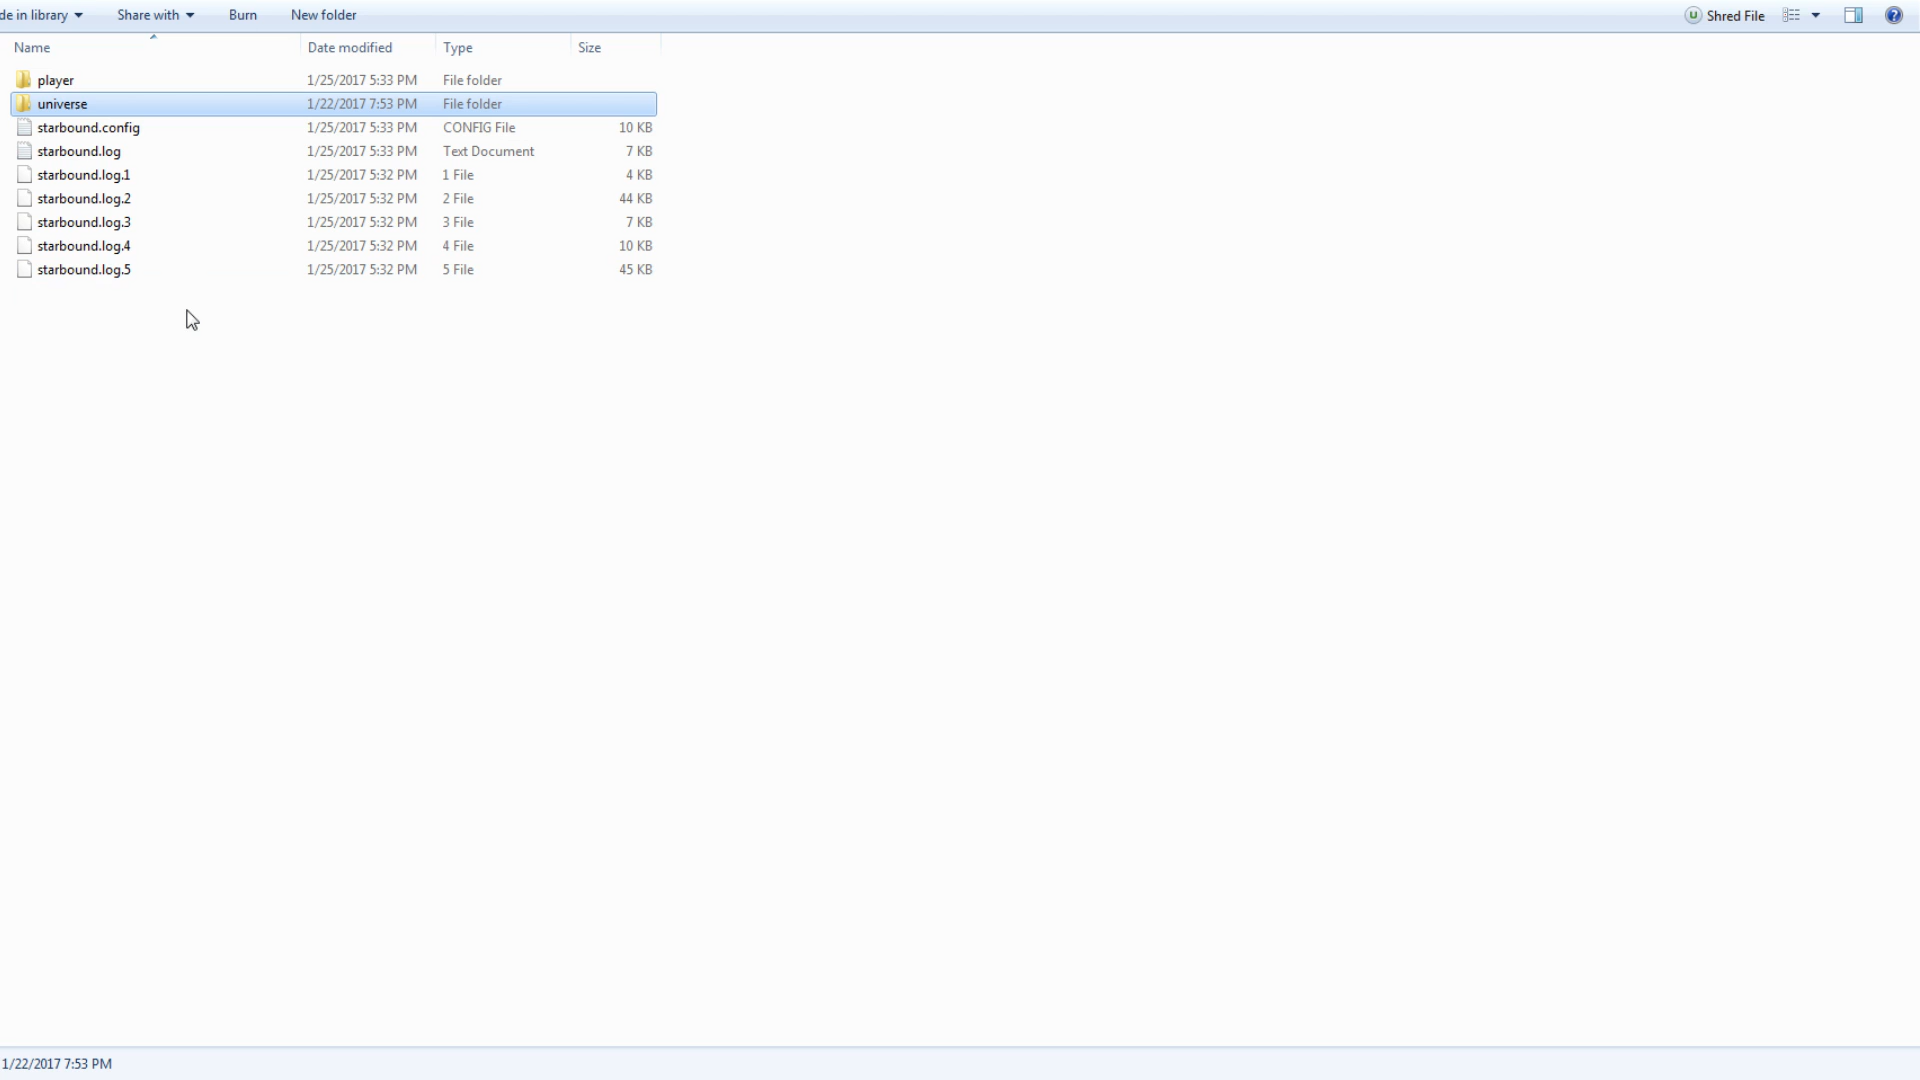 de in library Share with Burn New folder Shred File
Name Date modified Type Size
player 1/25/2017 5:33 PM File folder
universe 1/22/2017 7:53 PM File folder
starbound.config 1/25/2017 5:33 PM CONFIG File 10 KB
starbound.log 1/25/2017 5:33 PM Text Document 7 KB
starbound.log.1 1/25/2017 5:32 PM 1 File 4 KB
starbound.log.2 1/25/2017 5:32 PM 2 File 44 KB
starbound.log.3 1/25/2017 5:32 PM 3 File 7 KB
starbound.log.4 1/25/2017 5:32 PM 4 File 10 KB
starbound.log.5 1/25/2017 5:32 PM 5 File 45 KB
1/22/2017 7:53 PM